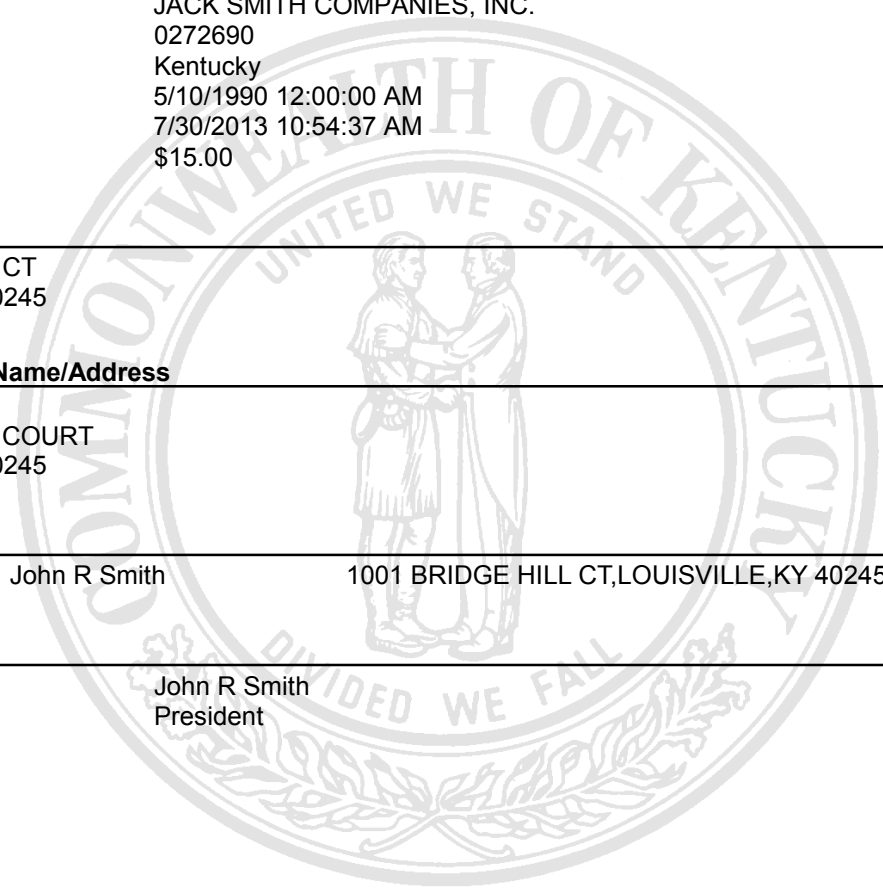 JACK SMITH COMPANIES, INC.
0272690
Kentucky
5/10/1990 12:00:00 AM
7/30/2013 10:54:37 AM
$15.00
CT
0245
Name/Address
COURT
0245
John R Smith 1001 BRIDGE HILL CT,LOUISVILLE,KY 40245
John R Smith
President
COMMONWEALTH OF KENTUCKY
UNITED WE STAND
DIVIDED WE FALL